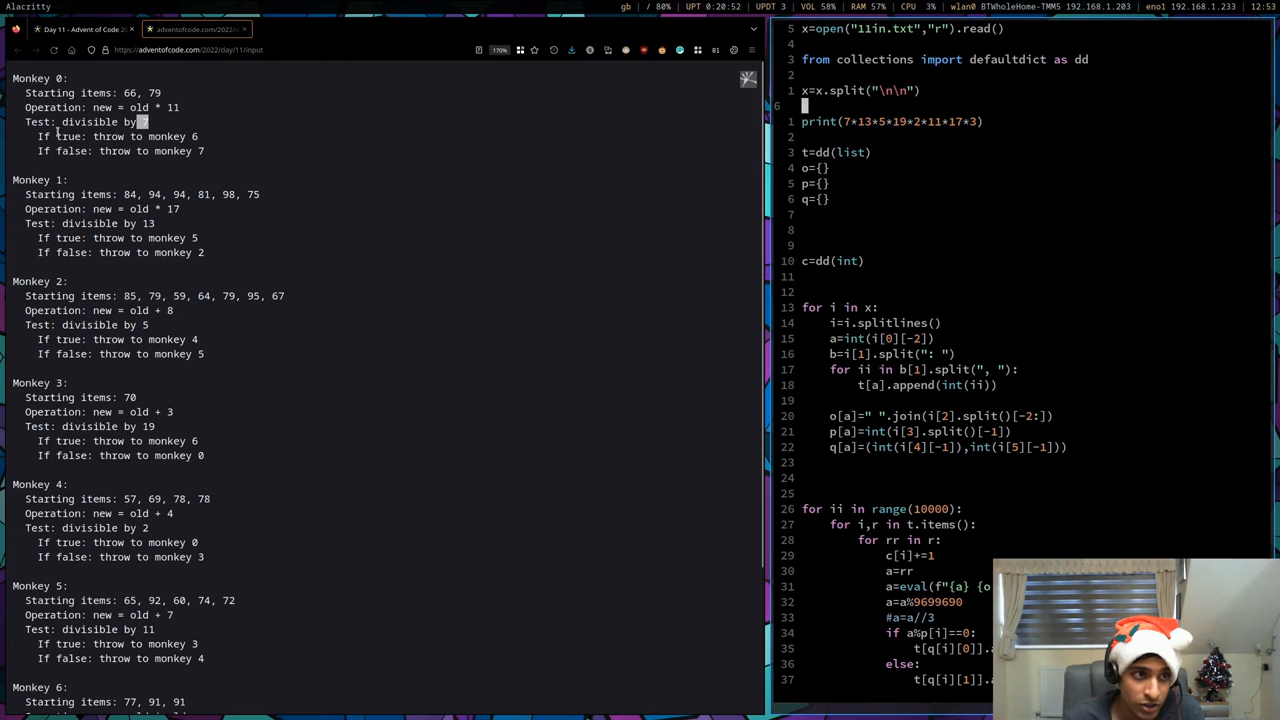 Alacritty
gb / 80% UPT 0:20:52 UPDT 3 VOL 58% RAM 57% CPU 3% wlan0 BTWholeHome-TMM5 192.168.1.203 eno1 192.168.1.233 12:53
Day 11 - Advent of Code 20
adventofcode.com/2022/
https://adventofcode.com/2022/day/11/input
170%
81
Monkey 0:
Starting items: 66, 79
Operation: new = old * 11
Test: divisible by 7
If true: throw to monkey 6
If false: throw to monkey 7
Monkey 1:
Starting items: 84, 94, 94, 81, 98, 75
Operation: new = old * 17
Test: divisible by 13
If true: throw to monkey 5
If false: throw to monkey 2
Monkey 2:
Starting items: 85, 79, 59, 64, 79, 95, 67
Operation: new = old + 8
Test: divisible by 5
If true: throw to monkey 4
If false: throw to monkey 5
Monkey 3:
Starting items: 70
Operation: new = old + 3
Test: divisible by 19
If true: throw to monkey 6
If false: throw to monkey 0
Monkey 4:
Starting items: 57, 69, 78, 78
Operation: new = old + 4
Test: divisible by 2
If true: throw to monkey 0
If false: throw to monkey 3
Monkey 5:
Starting items: 65, 92, 60, 74, 72
Operation: new = old + 7
Test: divisible by 11
If true: throw to monkey 3
If false: throw to monkey 4
Monkey 6:
Starting items: 77, 91, 91
5 x=open("11in.txt","r").read()
4
3 from collections import defaultdict as dd
2
1 x=x.split("\n\n")
6
1 print(7*13*5*19*2*11*17*3)
2
3 t=dd(list)
4 o={}
5 p={}
6 q={}
7
8
9
10 c=dd(int)
11
12
13 for i in x:
14 i=i.splitlines()
15 a=int(i[0][-2])
16 b=i[1].split(": ")
17 for ii in b[1].split(", "):
18 t[a].append(int(ii))
19
20 o[a]=" ".join(i[2].split()[-2:])
21 p[a]=int(i[3].split()[-1])
22 q[a]=(int(i[4][-1]),int(i[5][-1]))
23
24
25
26 for ii in range(10000):
27 for i,r in t.items():
28 for rr in r:
29 c[i]+=1
30 a=rr
31 a=eval(f"{a} {o
32 a=a%9699690
33 #a=a//3
34 if a%p[i]==0:
35 t[q[i][0]].
36 else:
37 t[q[i][1]].